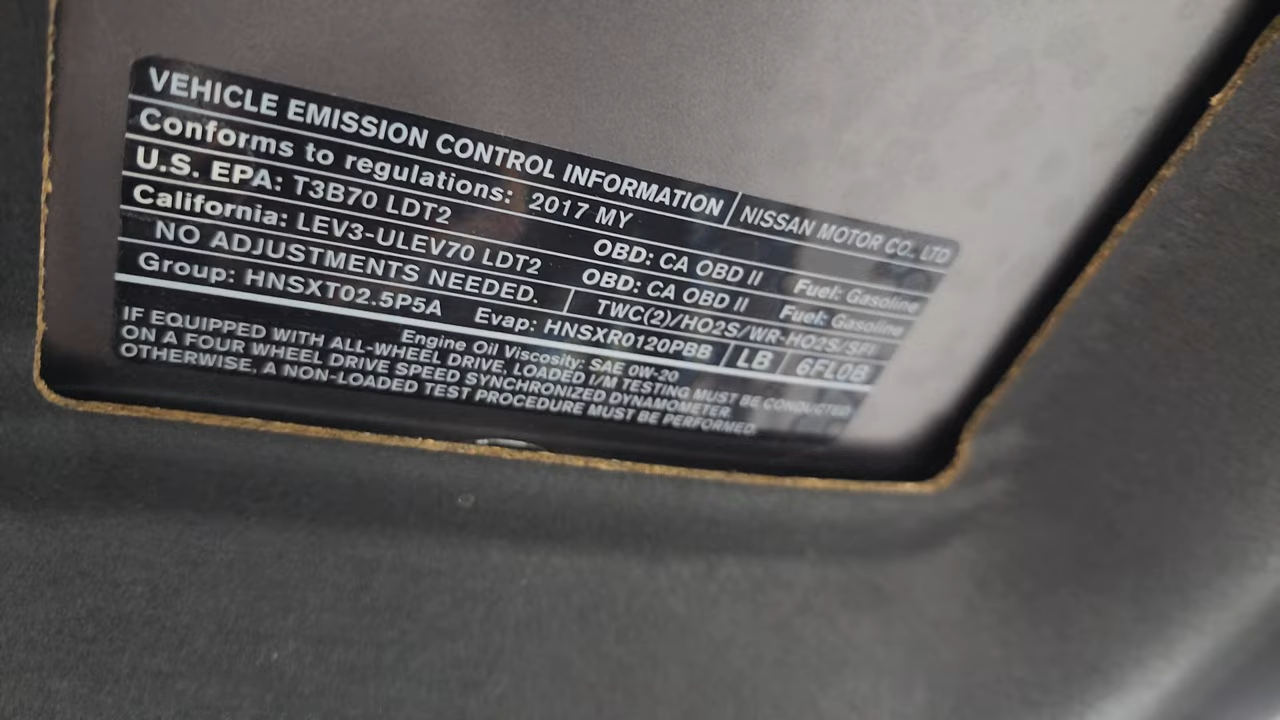 VEHICLE EMISSION CONTROL INFORMATION NISSAN MOTOR CO., LTD
Conforms to regulations: 2017 MY
U.S. EPA: T3B70 LDT2 OBD: CA OBD II Fuel: Gasoline
California: LEV3-ULEV70 LDT2 OBD: CA OBD II Fuel: Gasoline
NO ADJUSTMENTS NEEDED. TWC(2)/HO2S/WR-HO2S/SFI
Group: HNSXT02.5P5A Evap: HNSXR0120PBB LB 6FL0B
Engine Oil Viscosity: SAE 0W-20
IF EQUIPPED WITH ALL-WHEEL DRIVE, LOADED I/M TESTING MUST BE CONDUCTED
ON A FOUR WHEEL DRIVE SPEED SYNCHRONIZED DYNAMOMETER.
OTHERWISE, A NON-LOADED TEST PROCEDURE MUST BE PERFORMED.